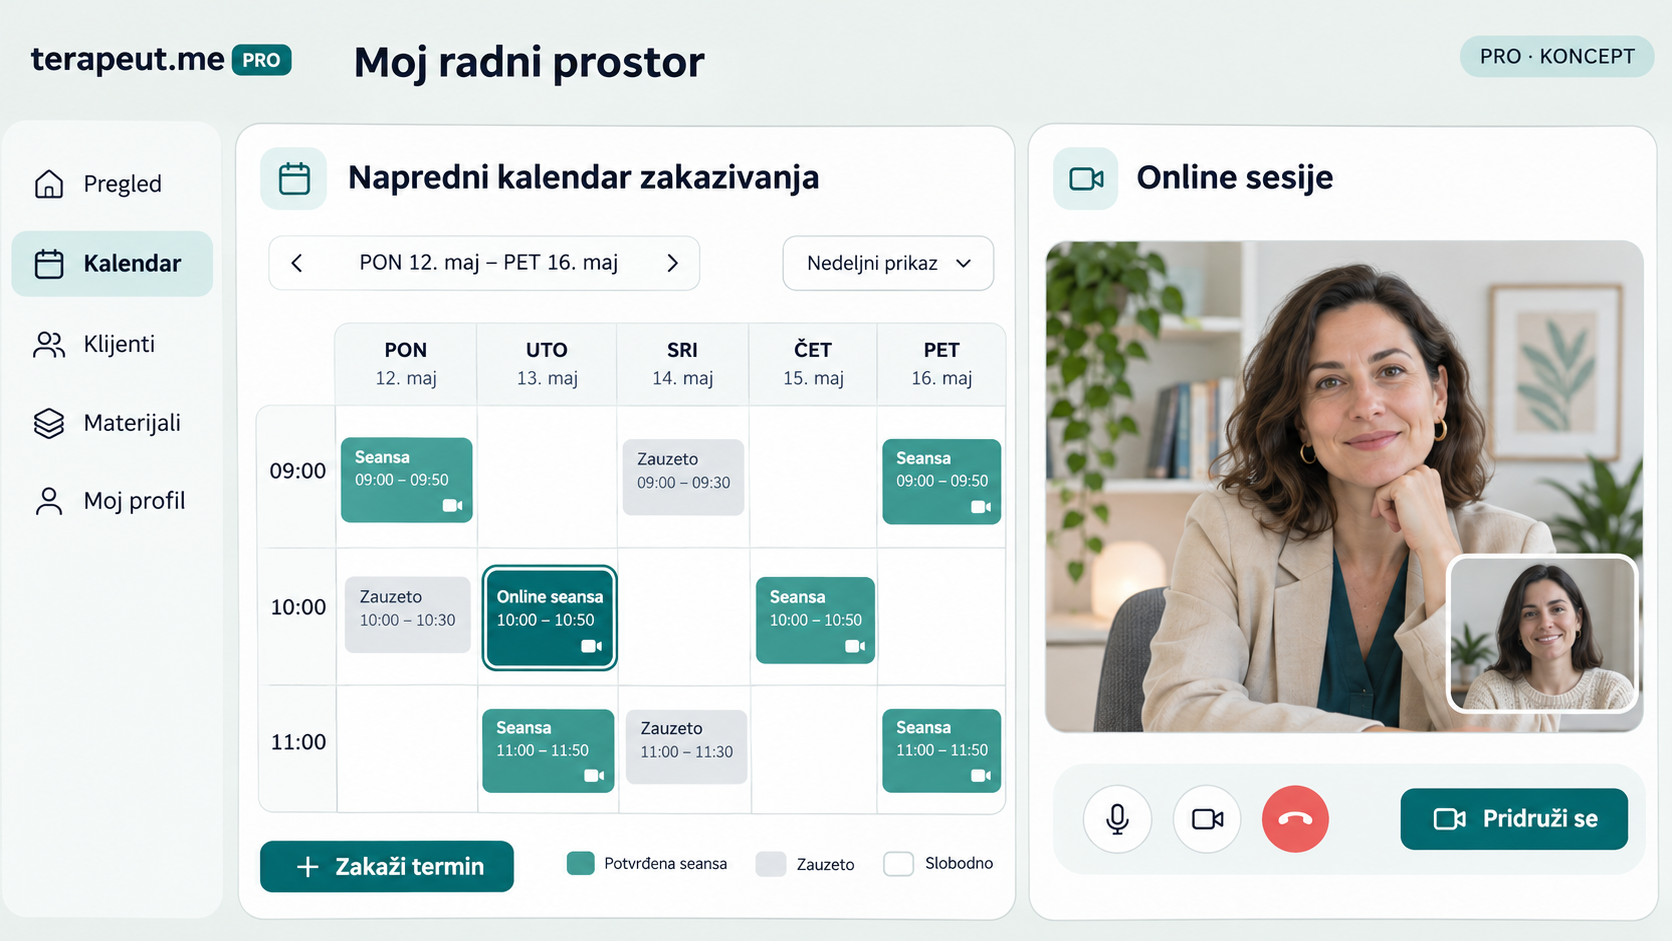 terapeut.me PRO
Moj radni prostor
PRO · KONCEPT
Pregled
Kalendar
Klijenti
Materijali
Moj profil
Napredni kalendar zakazivanja
PON 12. maj – PET 16. maj
Nedeljni prikaz
PON
12. maj
UTO
13. maj
SRI
14. maj
ČET
15. maj
PET
16. maj
09:00
Seansa
09:00 – 09:50
Zauzeto
09:00 – 09:30
Seansa
09:00 – 09:50
10:00
Zauzeto
10:00 – 10:30
Online seansa
10:00 – 10:50
Seansa
10:00 – 10:50
11:00
Seansa
11:00 – 11:50
Zauzeto
11:00 – 11:30
Seansa
11:00 – 11:50
Zakaži termin
Potvrđena seansa
Zauzeto
Slobodno
Online sesije
Pridruži se